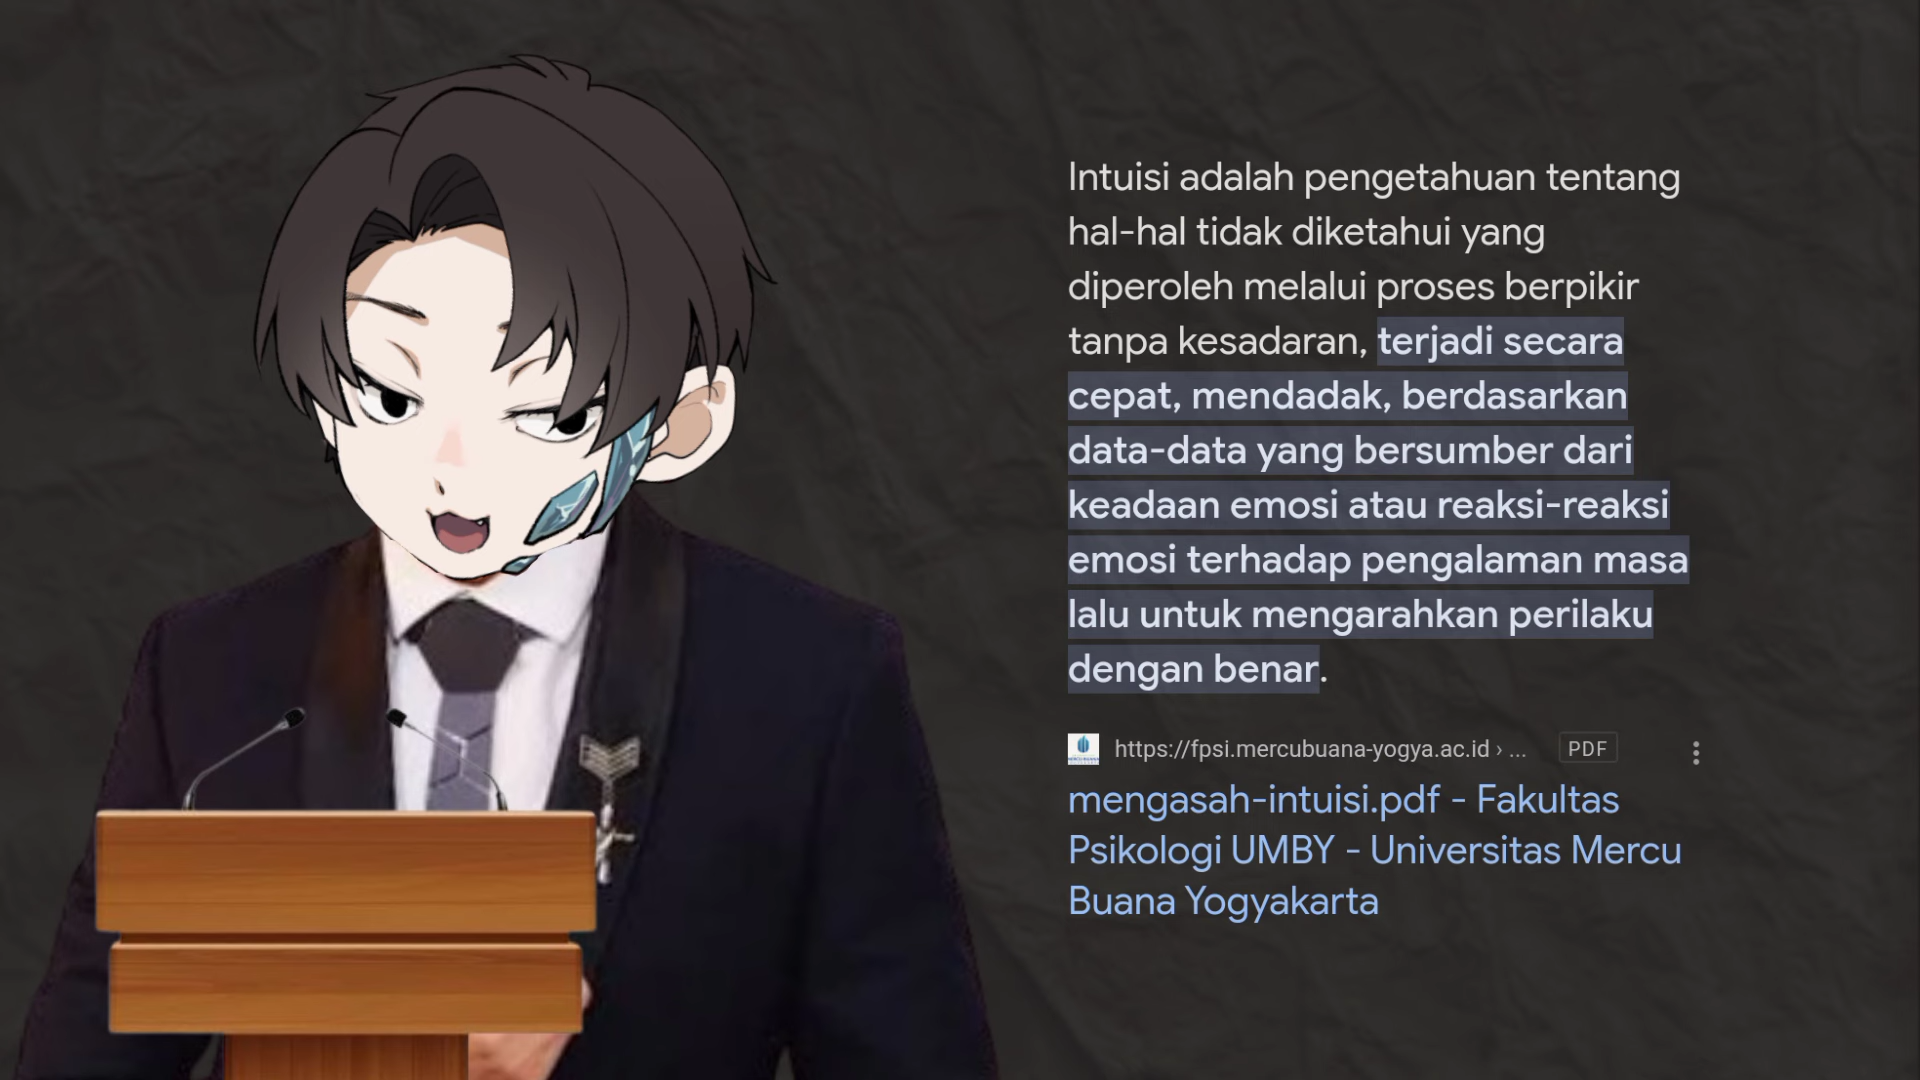 Intuisi adalah pengetahuan tentang
hal-hal tidak diketahui yang
diperoleh melalui proses berpikir
tanpa kesadaran, terjadi secara
cepat, mendadak, berdasarkan
data-data yang bersumber dari
keadaan emosi atau reaksi-reaksi
emosi terhadap pengalaman masa
lalu untuk mengarahkan perilaku
dengan benar.
https://fpsi.mercubuana-yogya.ac.id › ... PDF
mengasah-intuisi.pdf - Fakultas
Psikologi UMBY - Universitas Mercu
Buana Yogyakarta